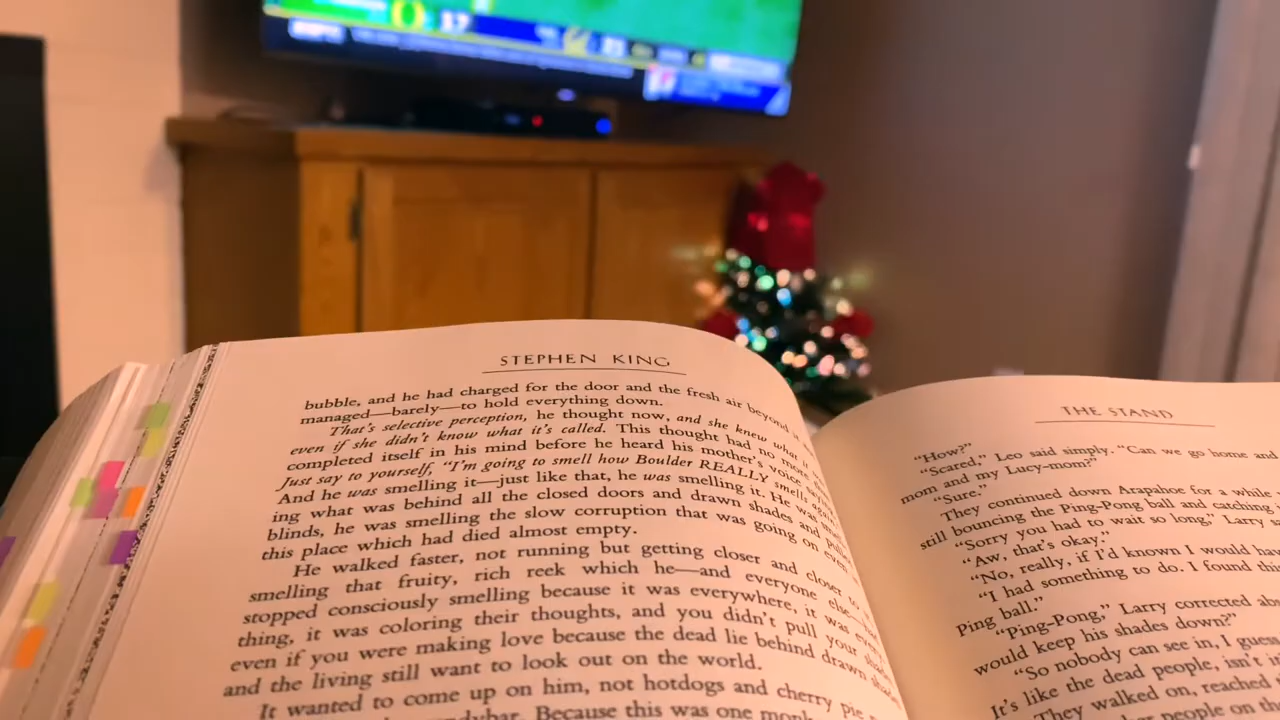 17
STEPHEN KING
bubble, and he had charged for the door and the fresh air beyond
managed—barely—to hold everything down.
That's selective perception, he thought now, and she knew what it
even if she didn't know what it's called. This thought had no more
completed itself in his mind before he heard his mother's voice
Just say to yourself, "I'm going to smell how Boulder REALLY smells again
And he was smelling it—just like that, he was smelling it. He was
ing what was behind all the closed doors and drawn shades and pulled
blinds, he was smelling the slow corruption that was going on even
this place which had died almost empty.
He walked faster, not running but getting closer and closer to
smelling that fruity, rich reek which he—and everyone else—
stopped consciously smelling because it was everywhere, it was every-
thing, it was coloring their thoughts, and you didn't pull your
even if you were making love because the dead lie behind drawn
and the living still want to look out on the world.
It wanted to come up on him, not hotdogs and cherry pie
Because this was one
THE STAND
"How?"
"Scared," Leo said simply. "Can we go home and
mom and my Lucy-mom?"
"Sure."
They continued down Arapahoe for a while
still bouncing the Ping-Pong ball and catching
"Sorry you had to wait so long," Larry
"Aw, that's okay."
"No, really, if I'd known I would have
"I had something to do. I found this
Ping ball."
"Ping-Pong," Larry corrected
would keep his shades down?"
"So nobody can see in, I guess
It's like the dead people, isn't
They walked on, reached
people on the